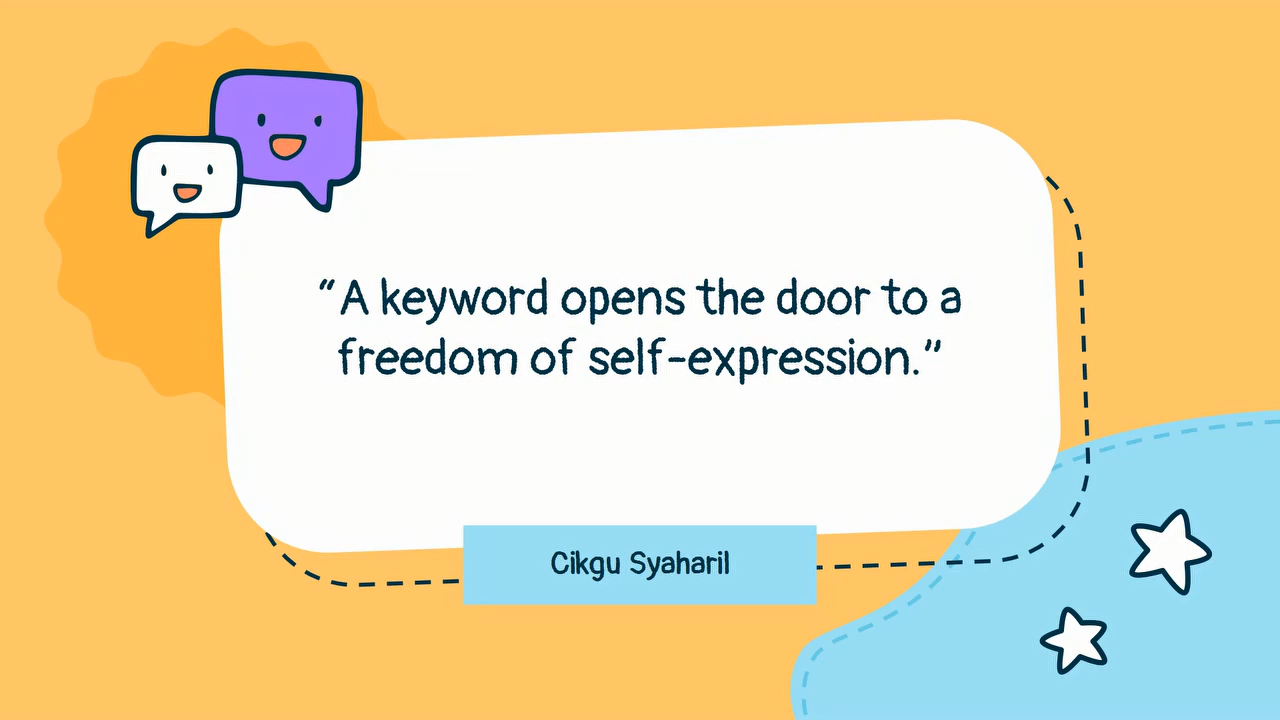 “A keyword opens the door to a
freedom of self-expression.”
Cikgu Syaharil